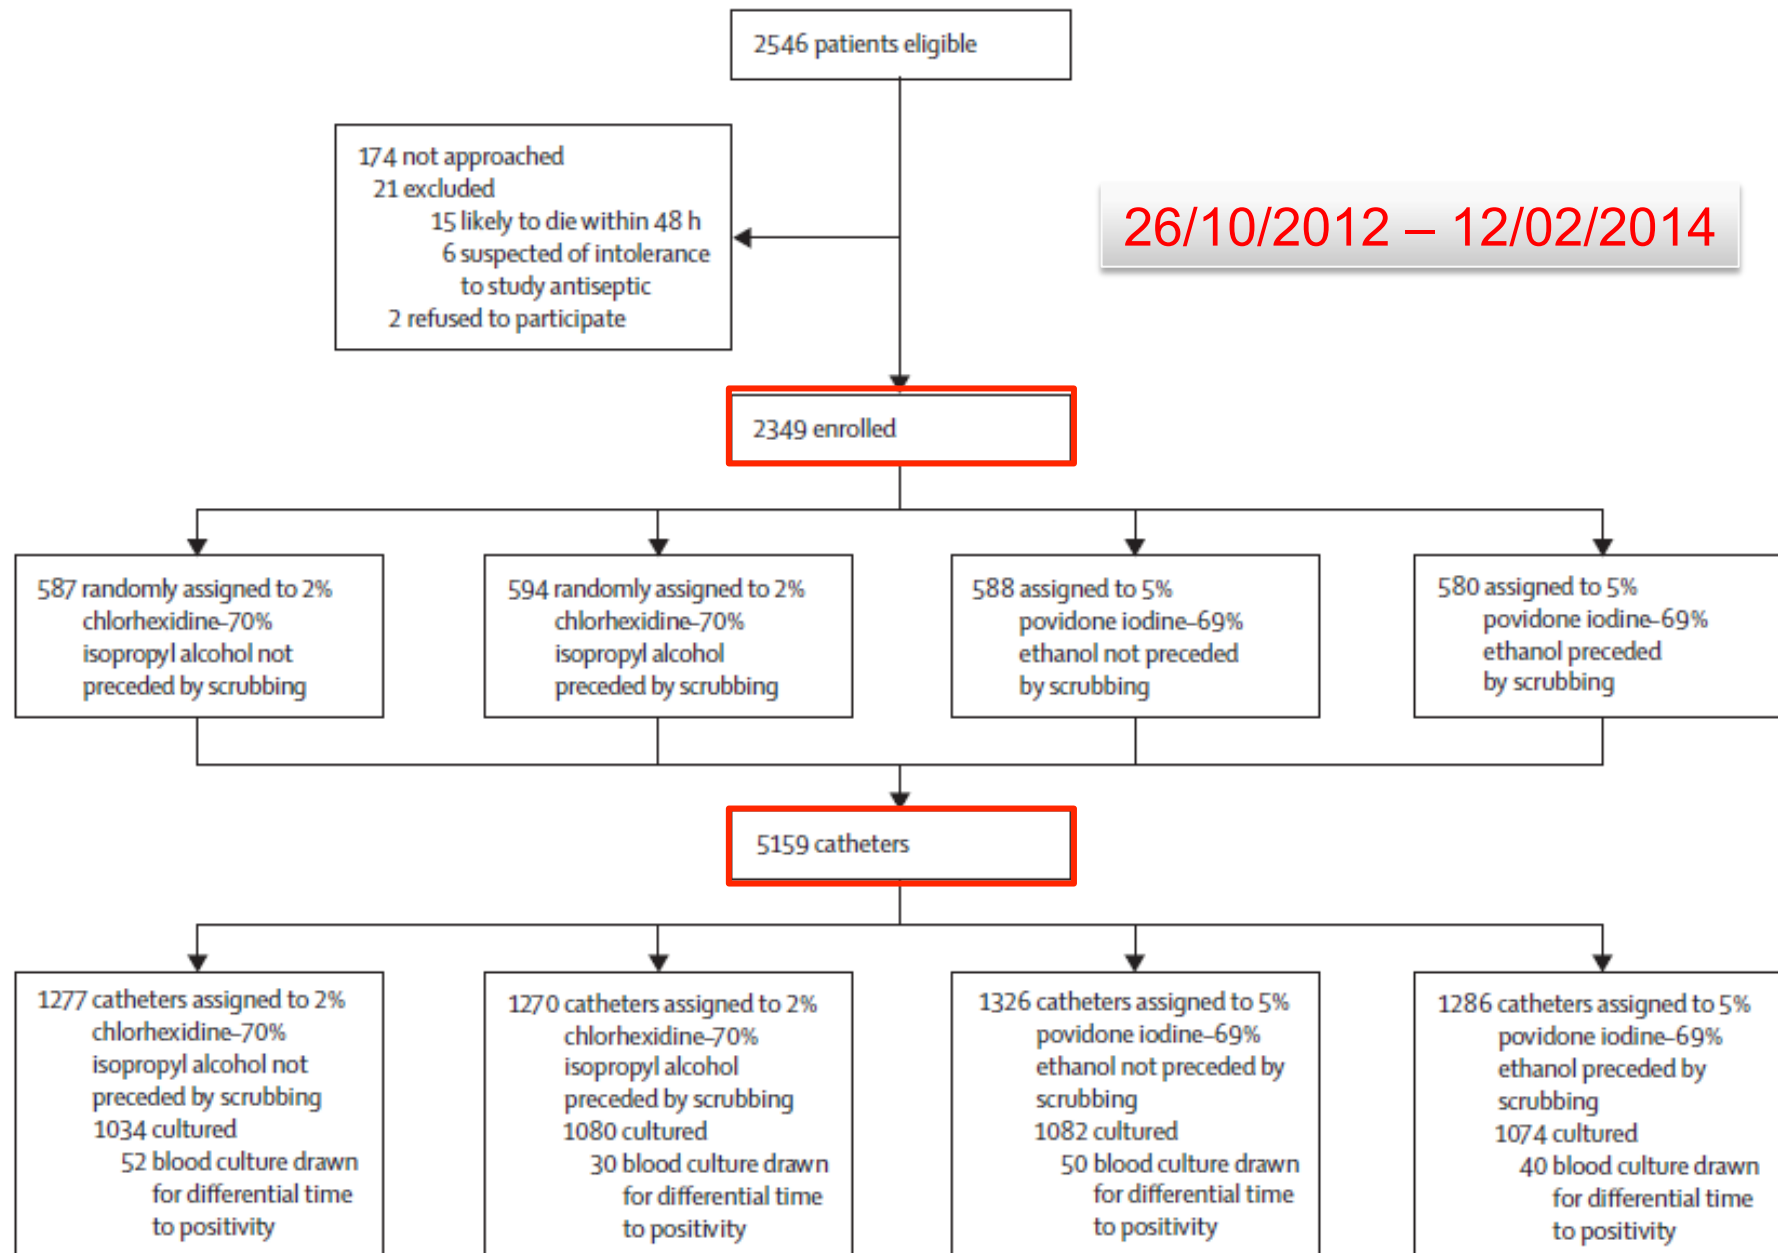 2546 patients eligible
174 not approached
21 excluded
15 likely to die within 48 h
6 suspected of intolerance
to study antiseptic
2 refused to participate
26/10/2012 – 12/02/2014
2349 enrolled
587 randomly assigned to 2%
chlorhexidine–70%
isopropyl alcohol not
preceded by scrubbing
594 randomly assigned to 2%
chlorhexidine–70%
isopropyl alcohol
preceded by scrubbing
588 assigned to 5%
povidone iodine–69%
ethanol not preceded
by scrubbing
580 assigned to 5%
povidone iodine–69%
ethanol preceded
by scrubbing
5159 catheters
1277 catheters assigned to 2%
chlorhexidine–70%
isopropyl alcohol not
preceded by scrubbing
1034 cultured
52 blood culture drawn
for differential time
to positivity
1270 catheters assigned to 2%
chlorhexidine–70%
isopropyl alcohol
preceded by scrubbing
1080 cultured
30 blood culture drawn
for differential time
to positivity
1326 catheters assigned to 5%
povidone iodine–69%
ethanol not preceded by
scrubbing
1082 cultured
50 blood culture drawn
for differential time
to positivity
1286 catheters assigned to 5%
povidone iodine–69%
ethanol preceded by
scrubbing
1074 cultured
40 blood culture drawn
for differential time
to positivity